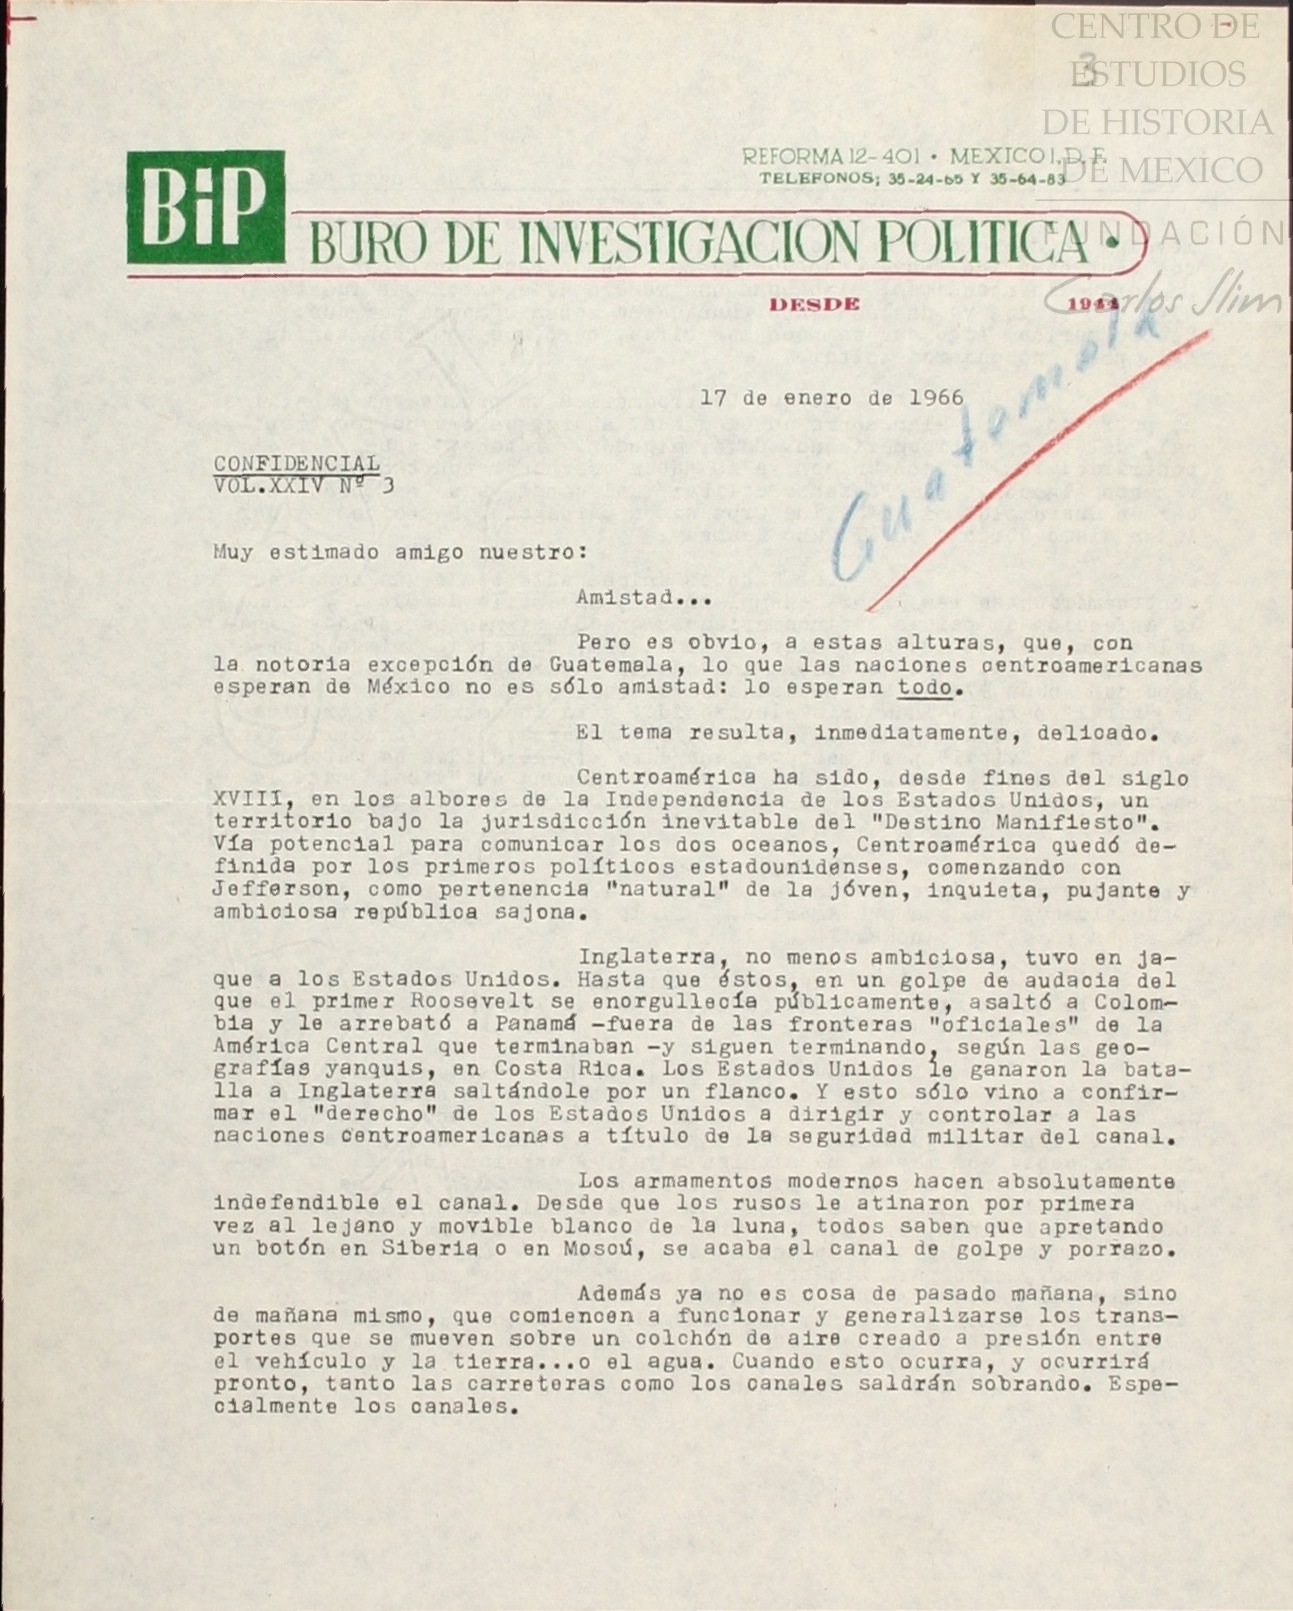 CENTRO DE
ESTUDIOS
DE HISTORIA
DE MEXICO
FUNDACIÓN
Carlos Slim
3
REFORMA 12-401 • MEXICO 1, D.F.
TELEFONOS; 35-24-65 Y 35-64-83
BiP
BURO DE INVESTIGACION POLITICA •
DESDE 1944
Guatemala
17 de enero de 1966
CONFIDENCIAL
VOL.XXIV Nº 3
Muy estimado amigo nuestro:
Amistad...
Pero es obvio, a estas alturas, que, con
la notoria excepción de Guatemala, lo que las naciones centroamericanas
esperan de México no es sólo amistad: lo esperan todo.
El tema resulta, inmediatamente, delicado.
Centroamérica ha sido, desde fines del siglo
XVIII, en los albores de la Independencia de los Estados Unidos, un
territorio bajo la jurisdicción inevitable del "Destino Manifiesto".
Vía potencial para comunicar los dos oceanos, Centroamérica quedó de-
finida por los primeros políticos estadounidenses, comenzando con
Jefferson, como pertenencia "natural" de la jóven, inquieta, pujante y
ambiciosa república sajona.
Inglaterra, no menos ambiciosa, tuvo en ja-
que a los Estados Unidos. Hasta que éstos, en un golpe de audacia del
que el primer Roosevelt se enorgullecía públicamente, asaltó a Colom-
bia y le arrebató a Panamá -fuera de las fronteras "oficiales" de la
América Central que terminaban -y siguen terminando, según las geo-
grafías yanquis, en Costa Rica. Los Estados Unidos le ganaron la bata-
lla a Inglaterra saltándole por un flanco. Y esto sólo vino a confir-
mar el "derecho" de los Estados Unidos a dirigir y controlar a las
naciones centroamericanas a título de la seguridad militar del canal.
Los armamentos modernos hacen absolutamente
indefendible el canal. Desde que los rusos le atinaron por primera
vez al lejano y movible blanco de la luna, todos saben que apretando
un botón en Siberia o en Moscú, se acaba el canal de golpe y porrazo.
Además ya no es cosa de pasado mañana, sino
de mañana mismo, que comiencen a funcionar y generalizarse los trans-
portes que se mueven sobre un colchón de aire creado a presión entre
el vehículo y la tierra...o el agua. Cuando esto ocurra, y ocurrirá
pronto, tanto las carreteras como los canales saldrán sobrando. Espe-
cialmente los canales.